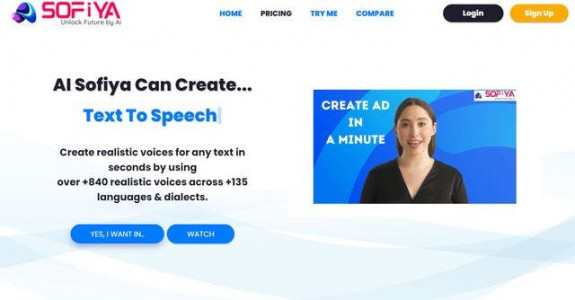 SOFiYA
Unlock Future by Ai
HOME PRICING TRY ME COMPARE
Login
Sign Up
AI Sofiya Can Create...
Text To Speech
Create realistic voices for any text in
seconds by using
over +840 realistic voices across +135
languages & dialects.
YES, I WANT IN..
WATCH
SOFiYA
CREATE AD
IN
A MINUTE